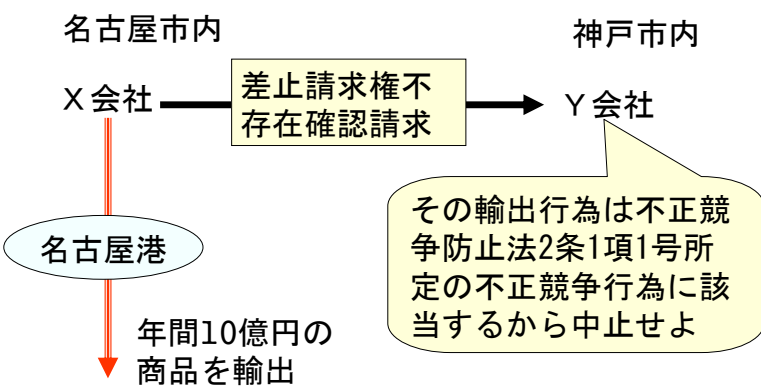 名古屋市内
神戸市内
X会社
差止請求権不
存在確認請求
Y会社
その輸出行為は不正競
争防止法2条1項1号所
定の不正競争行為に該
当するから中止せよ
名古屋港
年間10億円の
商品を輸出